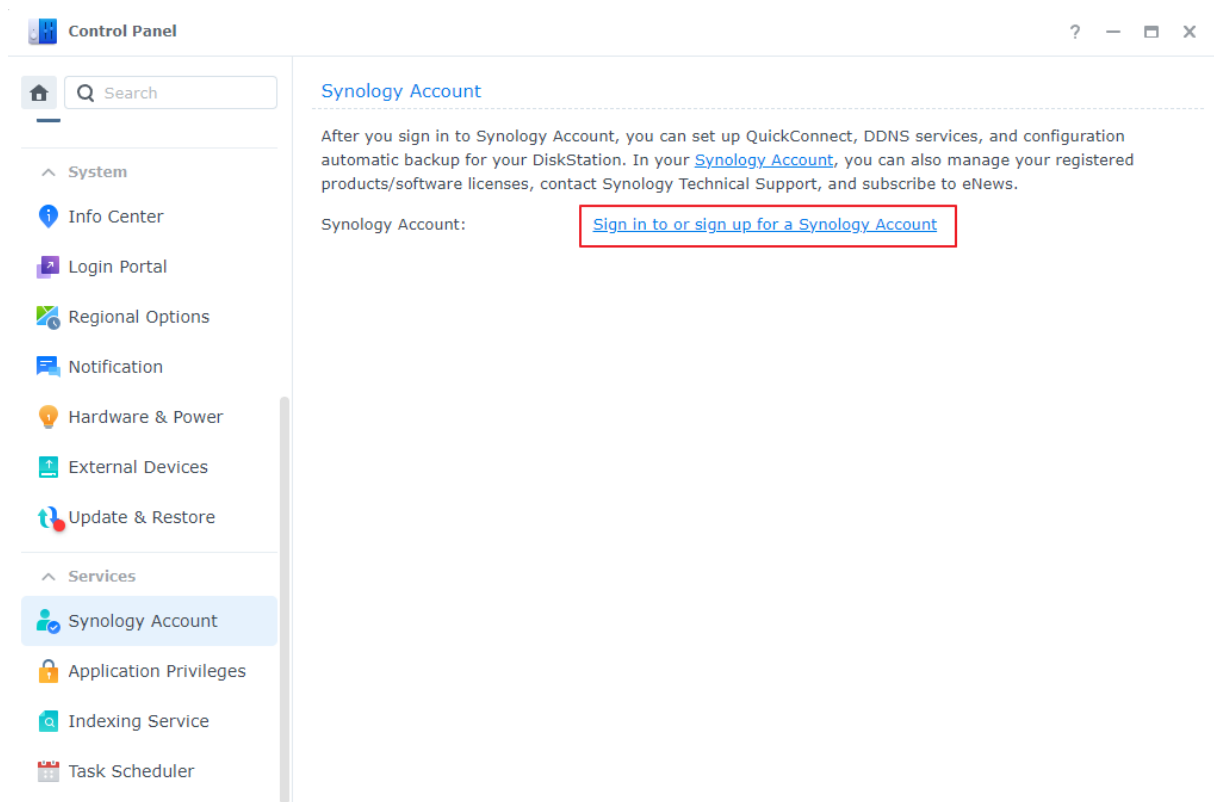 Control Panel
?
Search
System
Info Center
Login Portal
Regional Options
Notification
Hardware & Power
External Devices
Update & Restore
Services
Synology Account
Application Privileges
Indexing Service
Task Scheduler
Synology Account
After you sign in to Synology Account, you can set up QuickConnect, DDNS services, and configuration
automatic backup for your DiskStation. In your Synology Account, you can also manage your registered
products/software licenses, contact Synology Technical Support, and subscribe to eNews.
Synology Account: Sign in to or sign up for a Synology Account